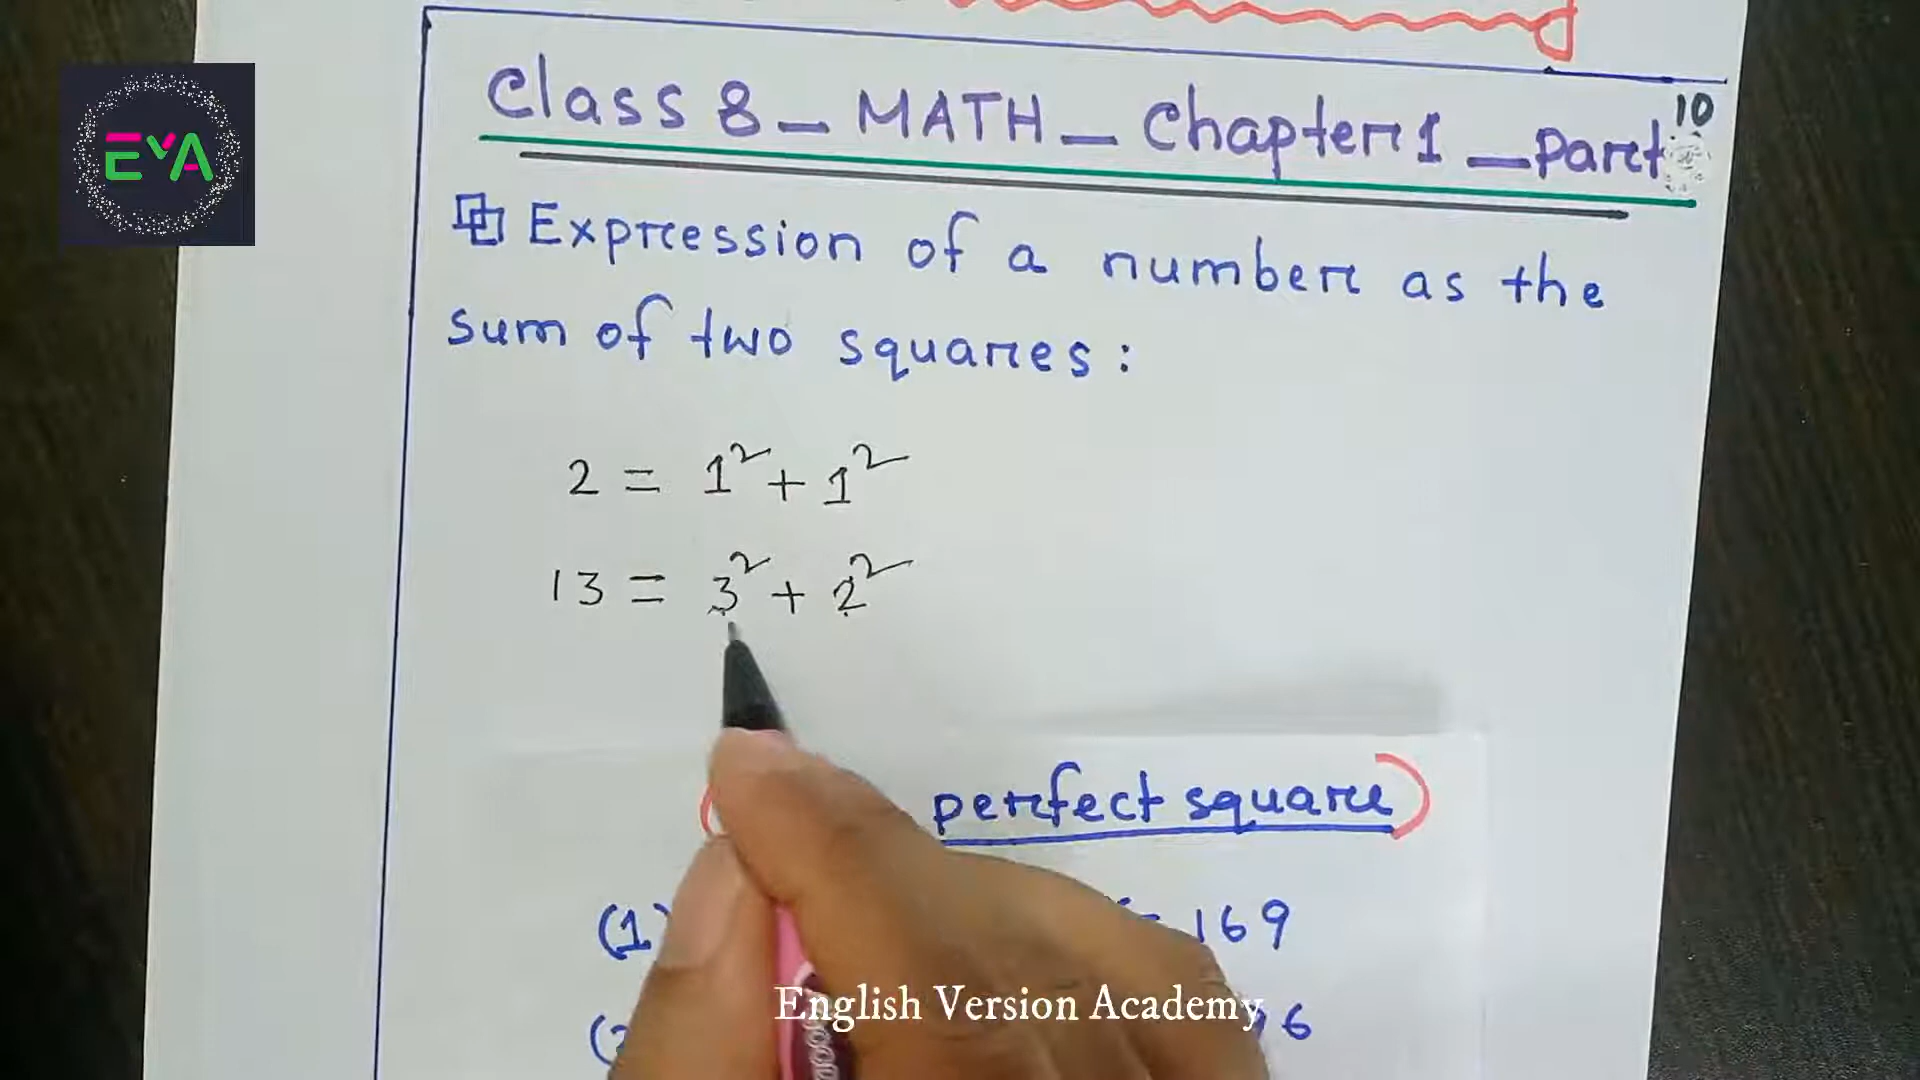 EYA
Class 8 - MATH - Chapter 1 - Part 10
Expression of a number as the
sum of two squares:
2 = 1² + 1²
13 = 3² + 2²
perfect square)
(1) = 169
6
English Version Academy